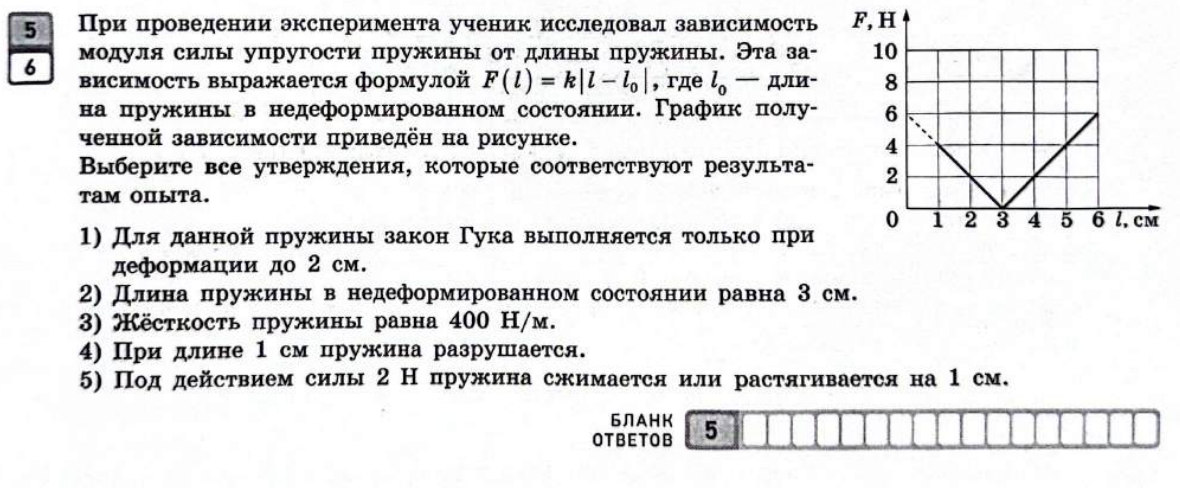 5
6
При проведении эксперимента ученик исследовал зависимость
модуля силы упругости пружины от длины пружины. Эта за-
висимость выражается формулой F(l) = k|l − l₀|, где l₀ — дли-
на пружины в недеформированном состоянии. График полу-
ченной зависимости приведён на рисунке.
Выберите все утверждения, которые соответствуют результа-
там опыта.
1) Для данной пружины закон Гука выполняется только при
деформации до 2 см.
2) Длина пружины в недеформированном состоянии равна 3 см.
3) Жёсткость пружины равна 400 Н/м.
4) При длине 1 см пружина разрушается.
5) Под действием силы 2 Н пружина сжимается или растягивается на 1 см.
F, Н
10
8
6
4
2
0 1 2 3 4 5 6 l, см
БЛАНК
ОТВЕТОВ
5